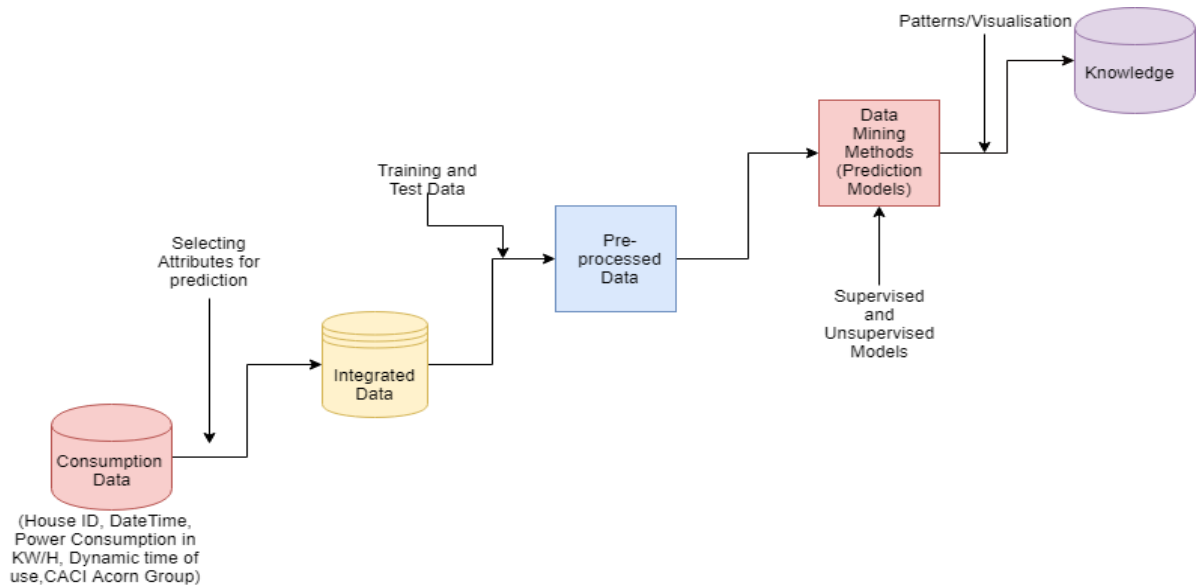 Patterns/Visualisation
Knowledge
Data
Mining
Methods
(Prediction
Models)
Training and
Test Data
Pre-
processed
Data
Selecting
Attributes for
prediction
Supervised
and
Unsupervised
Models
Integrated
Data
Consumption
Data
(House ID, DateTime,
Power Consumption in
KW/H, Dynamic time of
use,CACI Acorn Group)